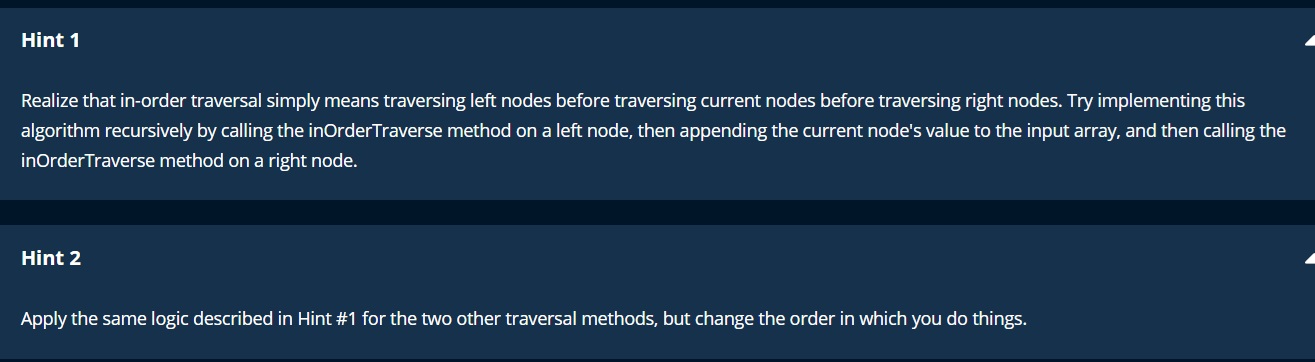 Hint 1
Realize that in-order traversal simply means traversing left nodes before traversing current nodes before traversing right nodes. Try implementing this
algorithm recursively by calling the inOrderTraverse method on a left node, then appending the current node's value to the input array, and then calling the
inOrderTraverse method on a right node.
Hint 2
Apply the same logic described in Hint #1 for the two other traversal methods, but change the order in which you do things.